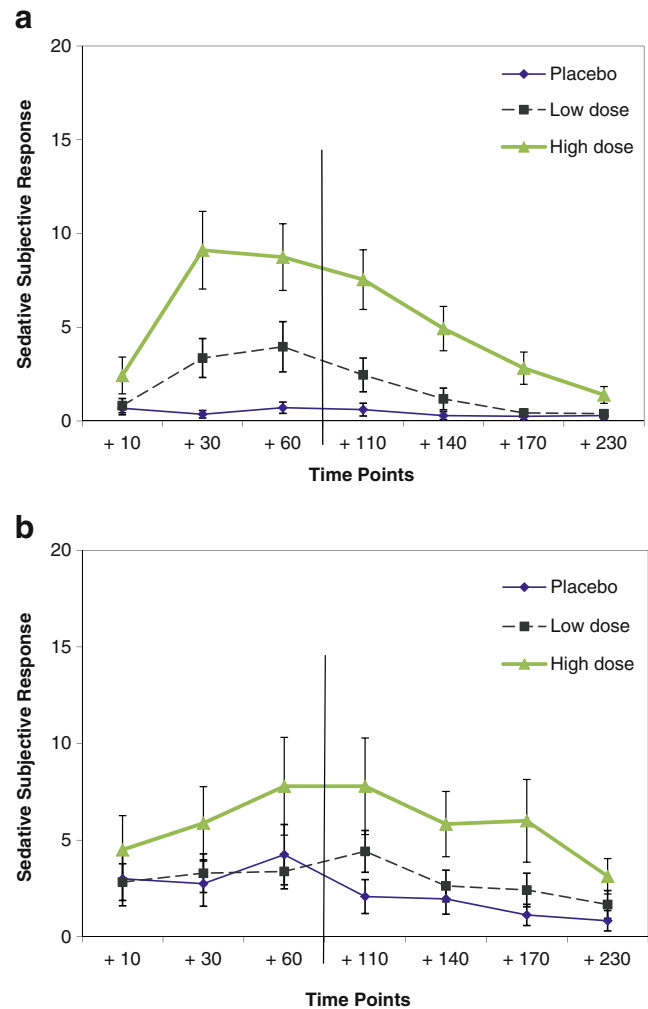 a
20
15
10
5
0
Sedative Subjective Response
Placebo
Low dose
High dose
+ 10 + 30 + 60 + 110 + 140 + 170 + 230
Time Points
b
20
15
10
5
0
Sedative Subjective Response
Placebo
Low dose
High dose
+ 10 + 30 + 60 + 110 + 140 + 170 + 230
Time Points